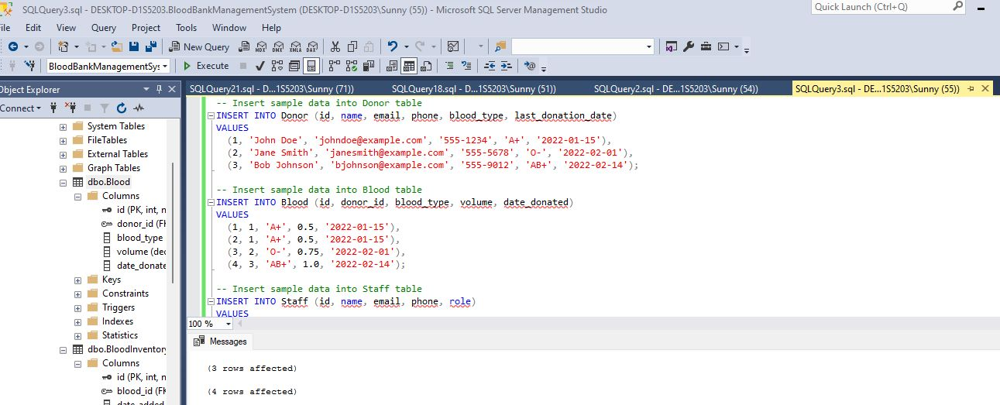 SQLQuery3.sql - DESKTOP-D1S5203.BloodBankManagementSystem (DESKTOP-D1S5203\Sunny (55)) - Microsoft SQL Server Management Studio
Quick Launch (Ctrl+Q)
File Edit View Query Project Tools Window Help
New Query
MDX DMX XMLA DAX
BloodBankManagementSys Execute
Object Explorer
Connect
System Tables
FileTables
External Tables
Graph Tables
dbo.Blood
Columns
id (PK, int, n
donor_id (FK
blood_type
volume (dec
date_donate
Keys
Constraints
Triggers
Indexes
Statistics
dbo.BloodInventory
Columns
id (PK, int, n
blood_id (FK
date_added
SQLQuery21.sql - D...1S5203\Sunny (71)) SQLQuery18.sql - D...1S5203\Sunny (51)) SQLQuery2.sql - DE...1S5203\Sunny (54)) SQLQuery3.sql - DE...1S5203\Sunny (55))
-- Insert sample data into Donor table
INSERT INTO Donor (id, name, email, phone, blood_type, last_donation_date)
VALUES
(1, 'John Doe', 'johndoe@example.com', '555-1234', 'A+', '2022-01-15'),
(2, 'Jane Smith', 'janesmith@example.com', '555-5678', 'O-', '2022-02-01'),
(3, 'Bob Johnson', 'bjohnson@example.com', '555-9012', 'AB+', '2022-02-14');
-- Insert sample data into Blood table
INSERT INTO Blood (id, donor_id, blood_type, volume, date_donated)
VALUES
(1, 1, 'A+', 0.5, '2022-01-15'),
(2, 1, 'A+', 0.5, '2022-01-15'),
(3, 2, 'O-', 0.75, '2022-02-01'),
(4, 3, 'AB+', 1.0, '2022-02-14');
-- Insert sample data into Staff table
INSERT INTO Staff (id, name, email, phone, role)
VALUES
100 %
Messages
(3 rows affected)
(4 rows affected)